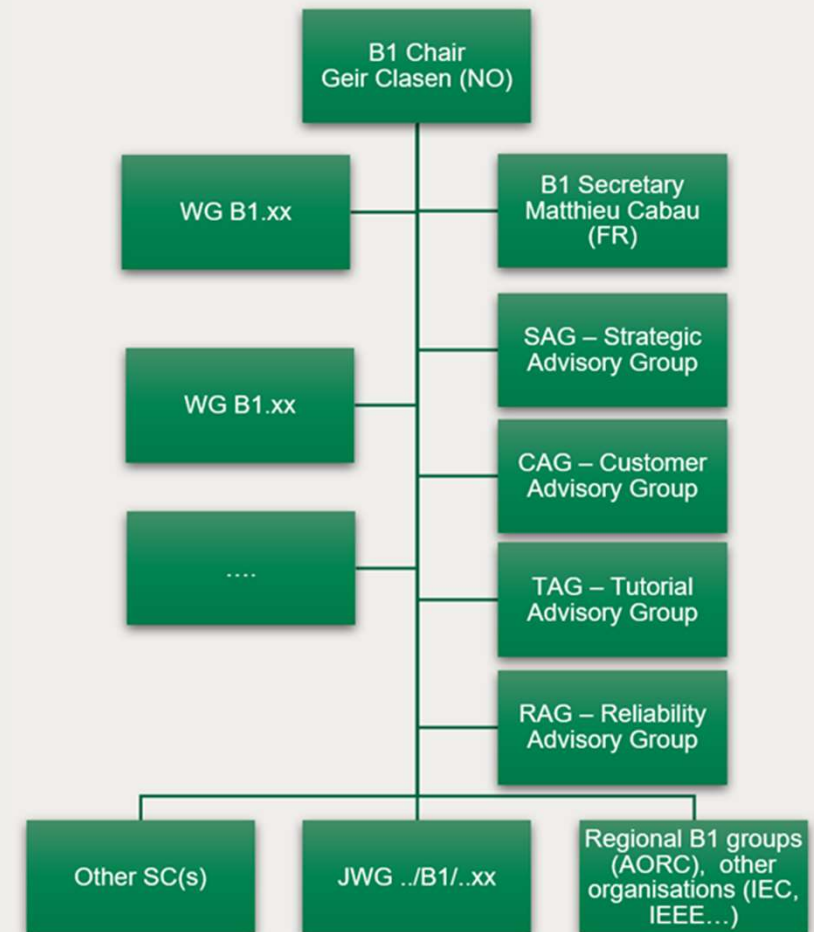 B1 Chair
Geir Clasen (NO)
WG B1.xx
B1 Secretary
Matthieu Cabau
(FR)
SAG – Strategic
Advisory Group
WG B1.xx
CAG – Customer
Advisory Group
....
TAG – Tutorial
Advisory Group
RAG – Reliability
Advisory Group
Other SC(s)
JWG ../B1/..xx
Regional B1 groups
(AORC), other
organisations (IEC,
IEEE…)